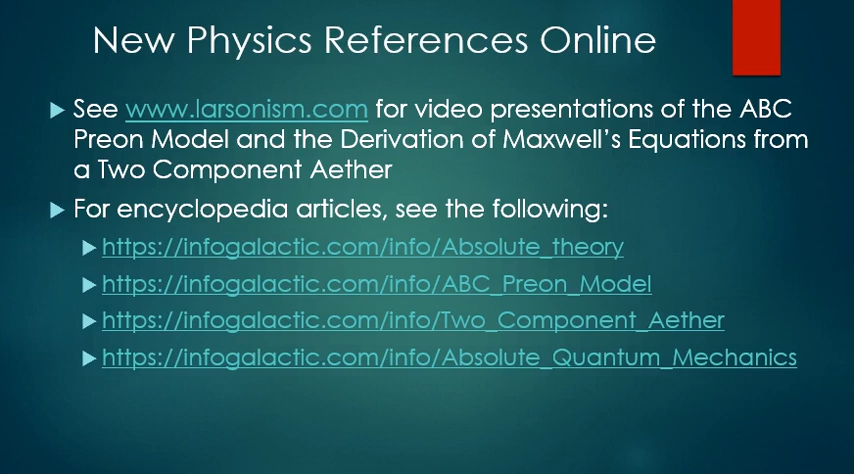 New Physics References Online
See www.larsonism.com for video presentations of the ABC
Preon Model and the Derivation of Maxwell's Equations from
a Two Component Aether
For encyclopedia articles, see the following:
https://infogalactic.com/info/Absolute_theory
https://infogalactic.com/info/ABC_Preon_Model
https://infogalactic.com/info/Two_Component_Aether
https://infogalactic.com/info/Absolute_Quantum_Mechanics